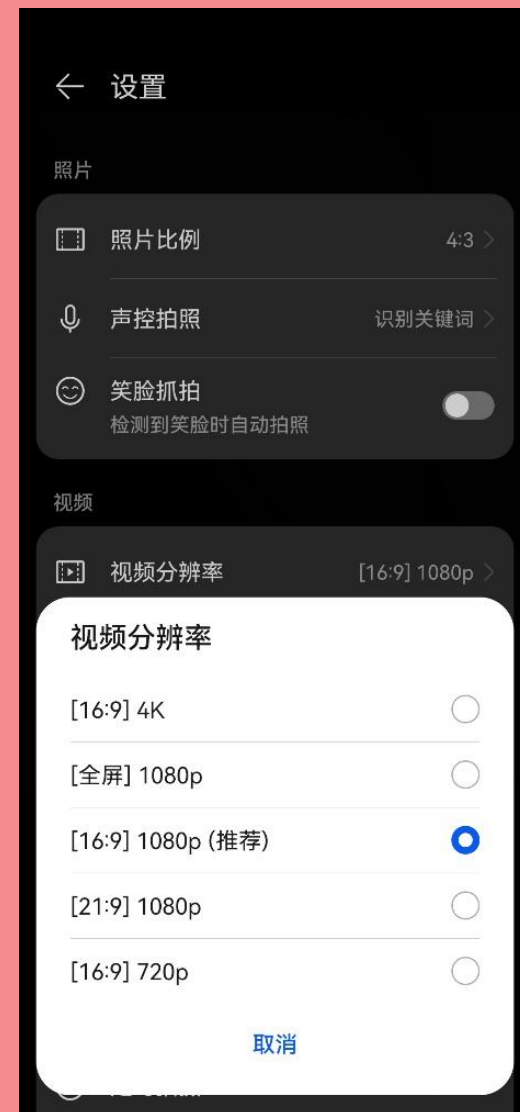 设置
照片
照片比例 4:3
声控拍照 识别关键词
笑脸抓拍
检测到笑脸时自动拍照
视频
视频分辨率 [16:9] 1080p
视频分辨率
[16:9] 4K
[全屏] 1080p
[16:9] 1080p (推荐)
[21:9] 1080p
[16:9] 720p
取消